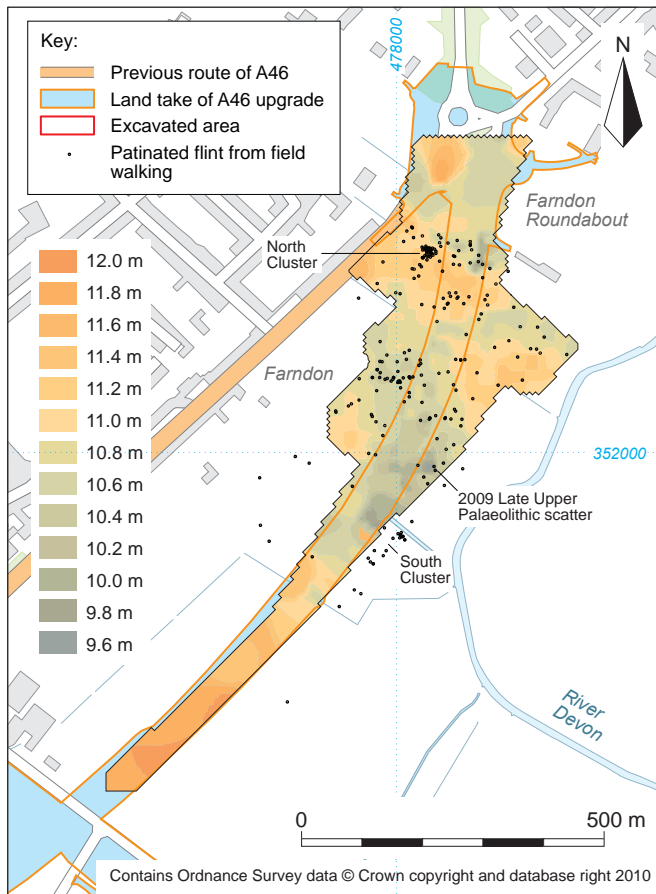 Key:
Previous route of A46
Land take of A46 upgrade
Excavated area
Patinated flint from field
walking
478000
N
Farndon
Roundabout
North
Cluster
12.0 m
11.8 m
11.6 m
11.4 m
11.2 m
11.0 m
10.8 m
10.6 m
10.4 m
10.2 m
10.0 m
9.8 m
9.6 m
Farndon
352000
2009 Late Upper
Palaeolithic scatter
South
Cluster
River
Devon
0
500 m
Contains Ordnance Survey data © Crown copyright and database right 2010